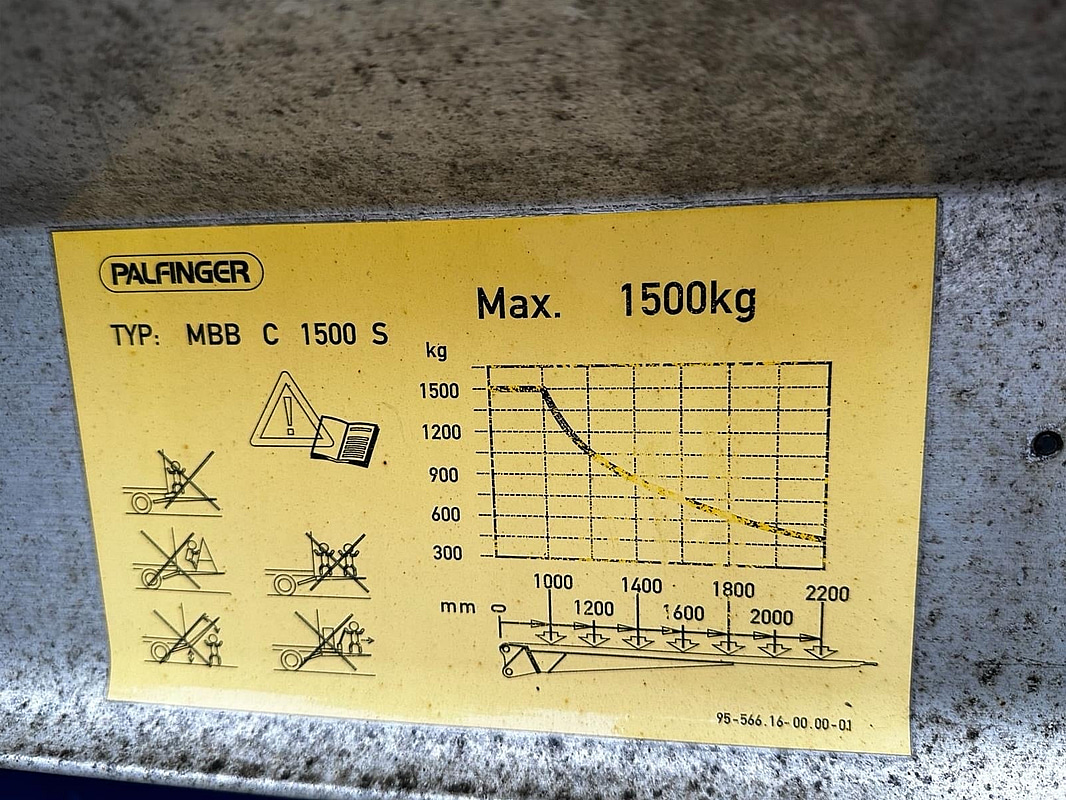 PALFINGER
TYP: MBB C 1500 S
Max. 1500kg
kg
1500
1200
900
600
300
1000 1400 1800 2200
mm 0 1200 1600 2000
95-566.16-00.00-01